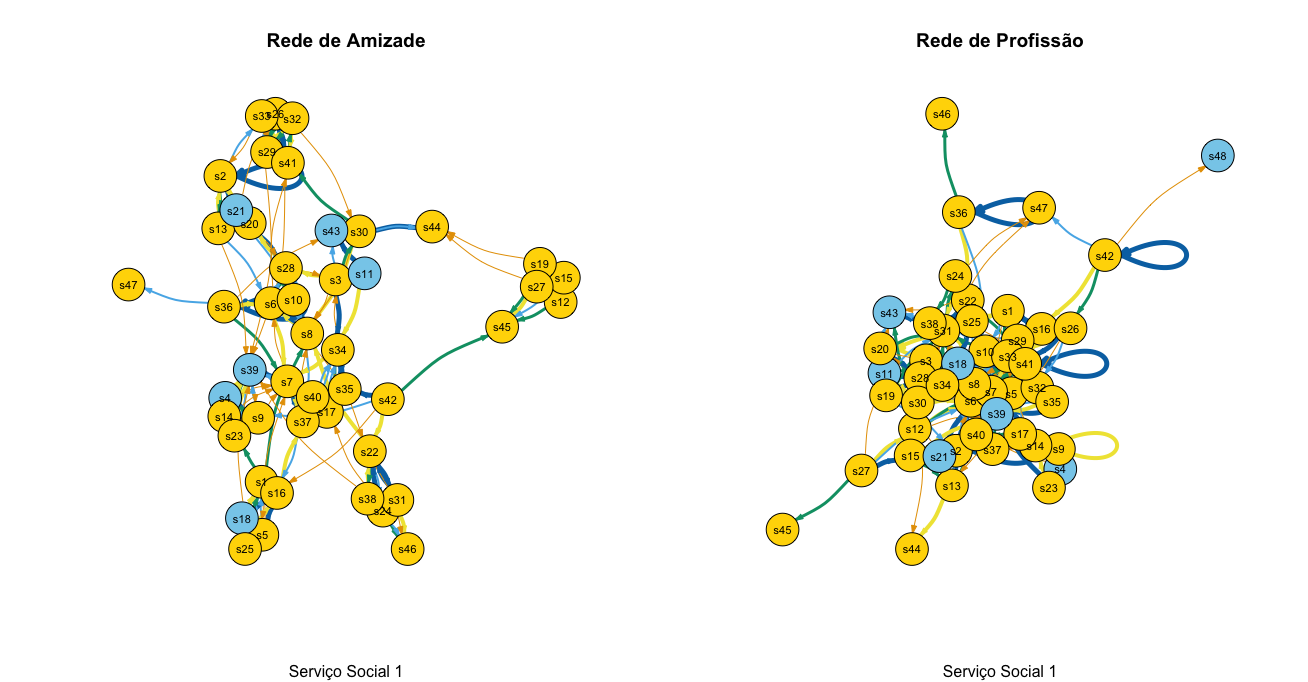 Rede de Amizade
s33 s26 s32
s29 s41
s2
s21
s13 s20
s43 s30 s44
s28 s3 s11
s19 s15 s27 s12
s47
s36 s6 s10
s8
s45
s34
s39 s7 s35
s4 s40 s42
s14 s9 s17
s23 s37
s22
s1 s16
s38 s31
s24
s18 s5
s25 s46
Serviço Social 1
Rede de Profissão
s46
s48
s36 s47
s42
s24
s22
s43 s38 s31 s25 s1 s16 s26
s20 s3 s18 s10 s29 s33 s41
s11 s28 s34 s8 s7 s5 s32
s19 s30 s6 s39 s35
s12 s40 s17 s14 s9
s27 s15 s21 s2 s37 s4
s13 s23
s45
s44
Serviço Social 1